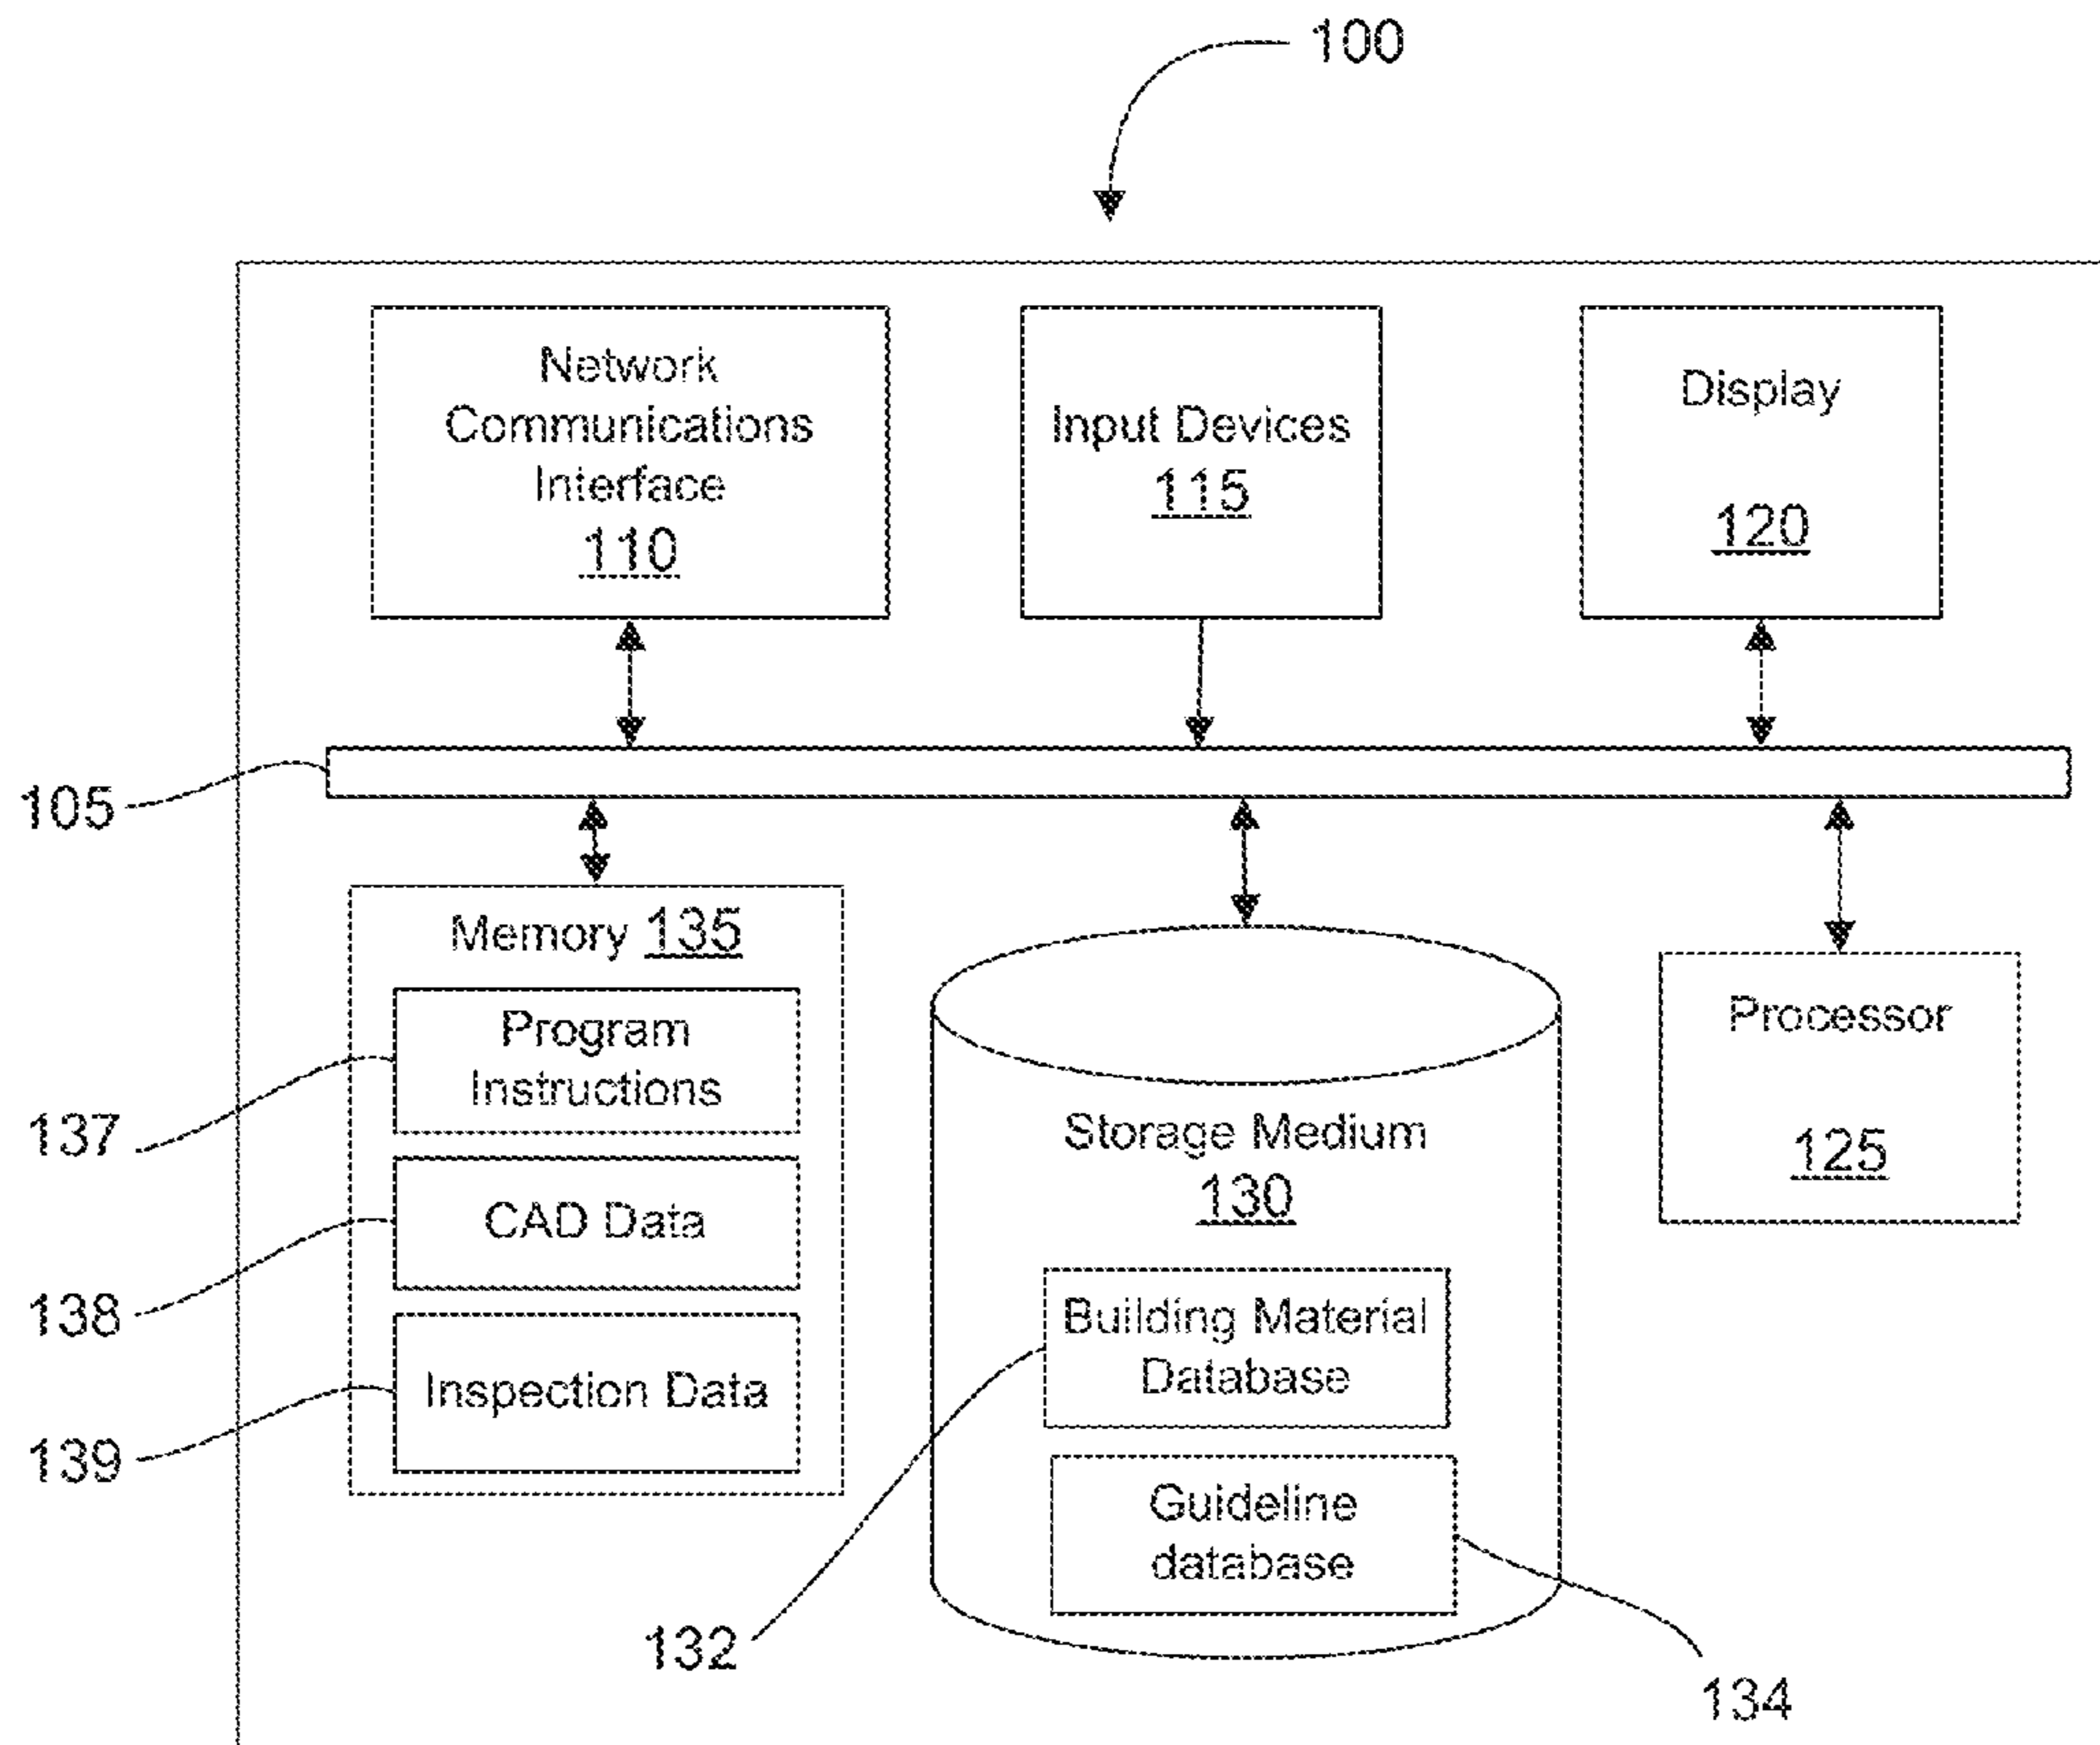 100
Network
Communications
Interface
110
Input Devices
115
Display
120
105
Memory 135
Program
Instructions
137
CAD Data
138
Inspection Data
139
Storage Medium
130
Building Material
Database
132
Guideline
database
134
Processor
125